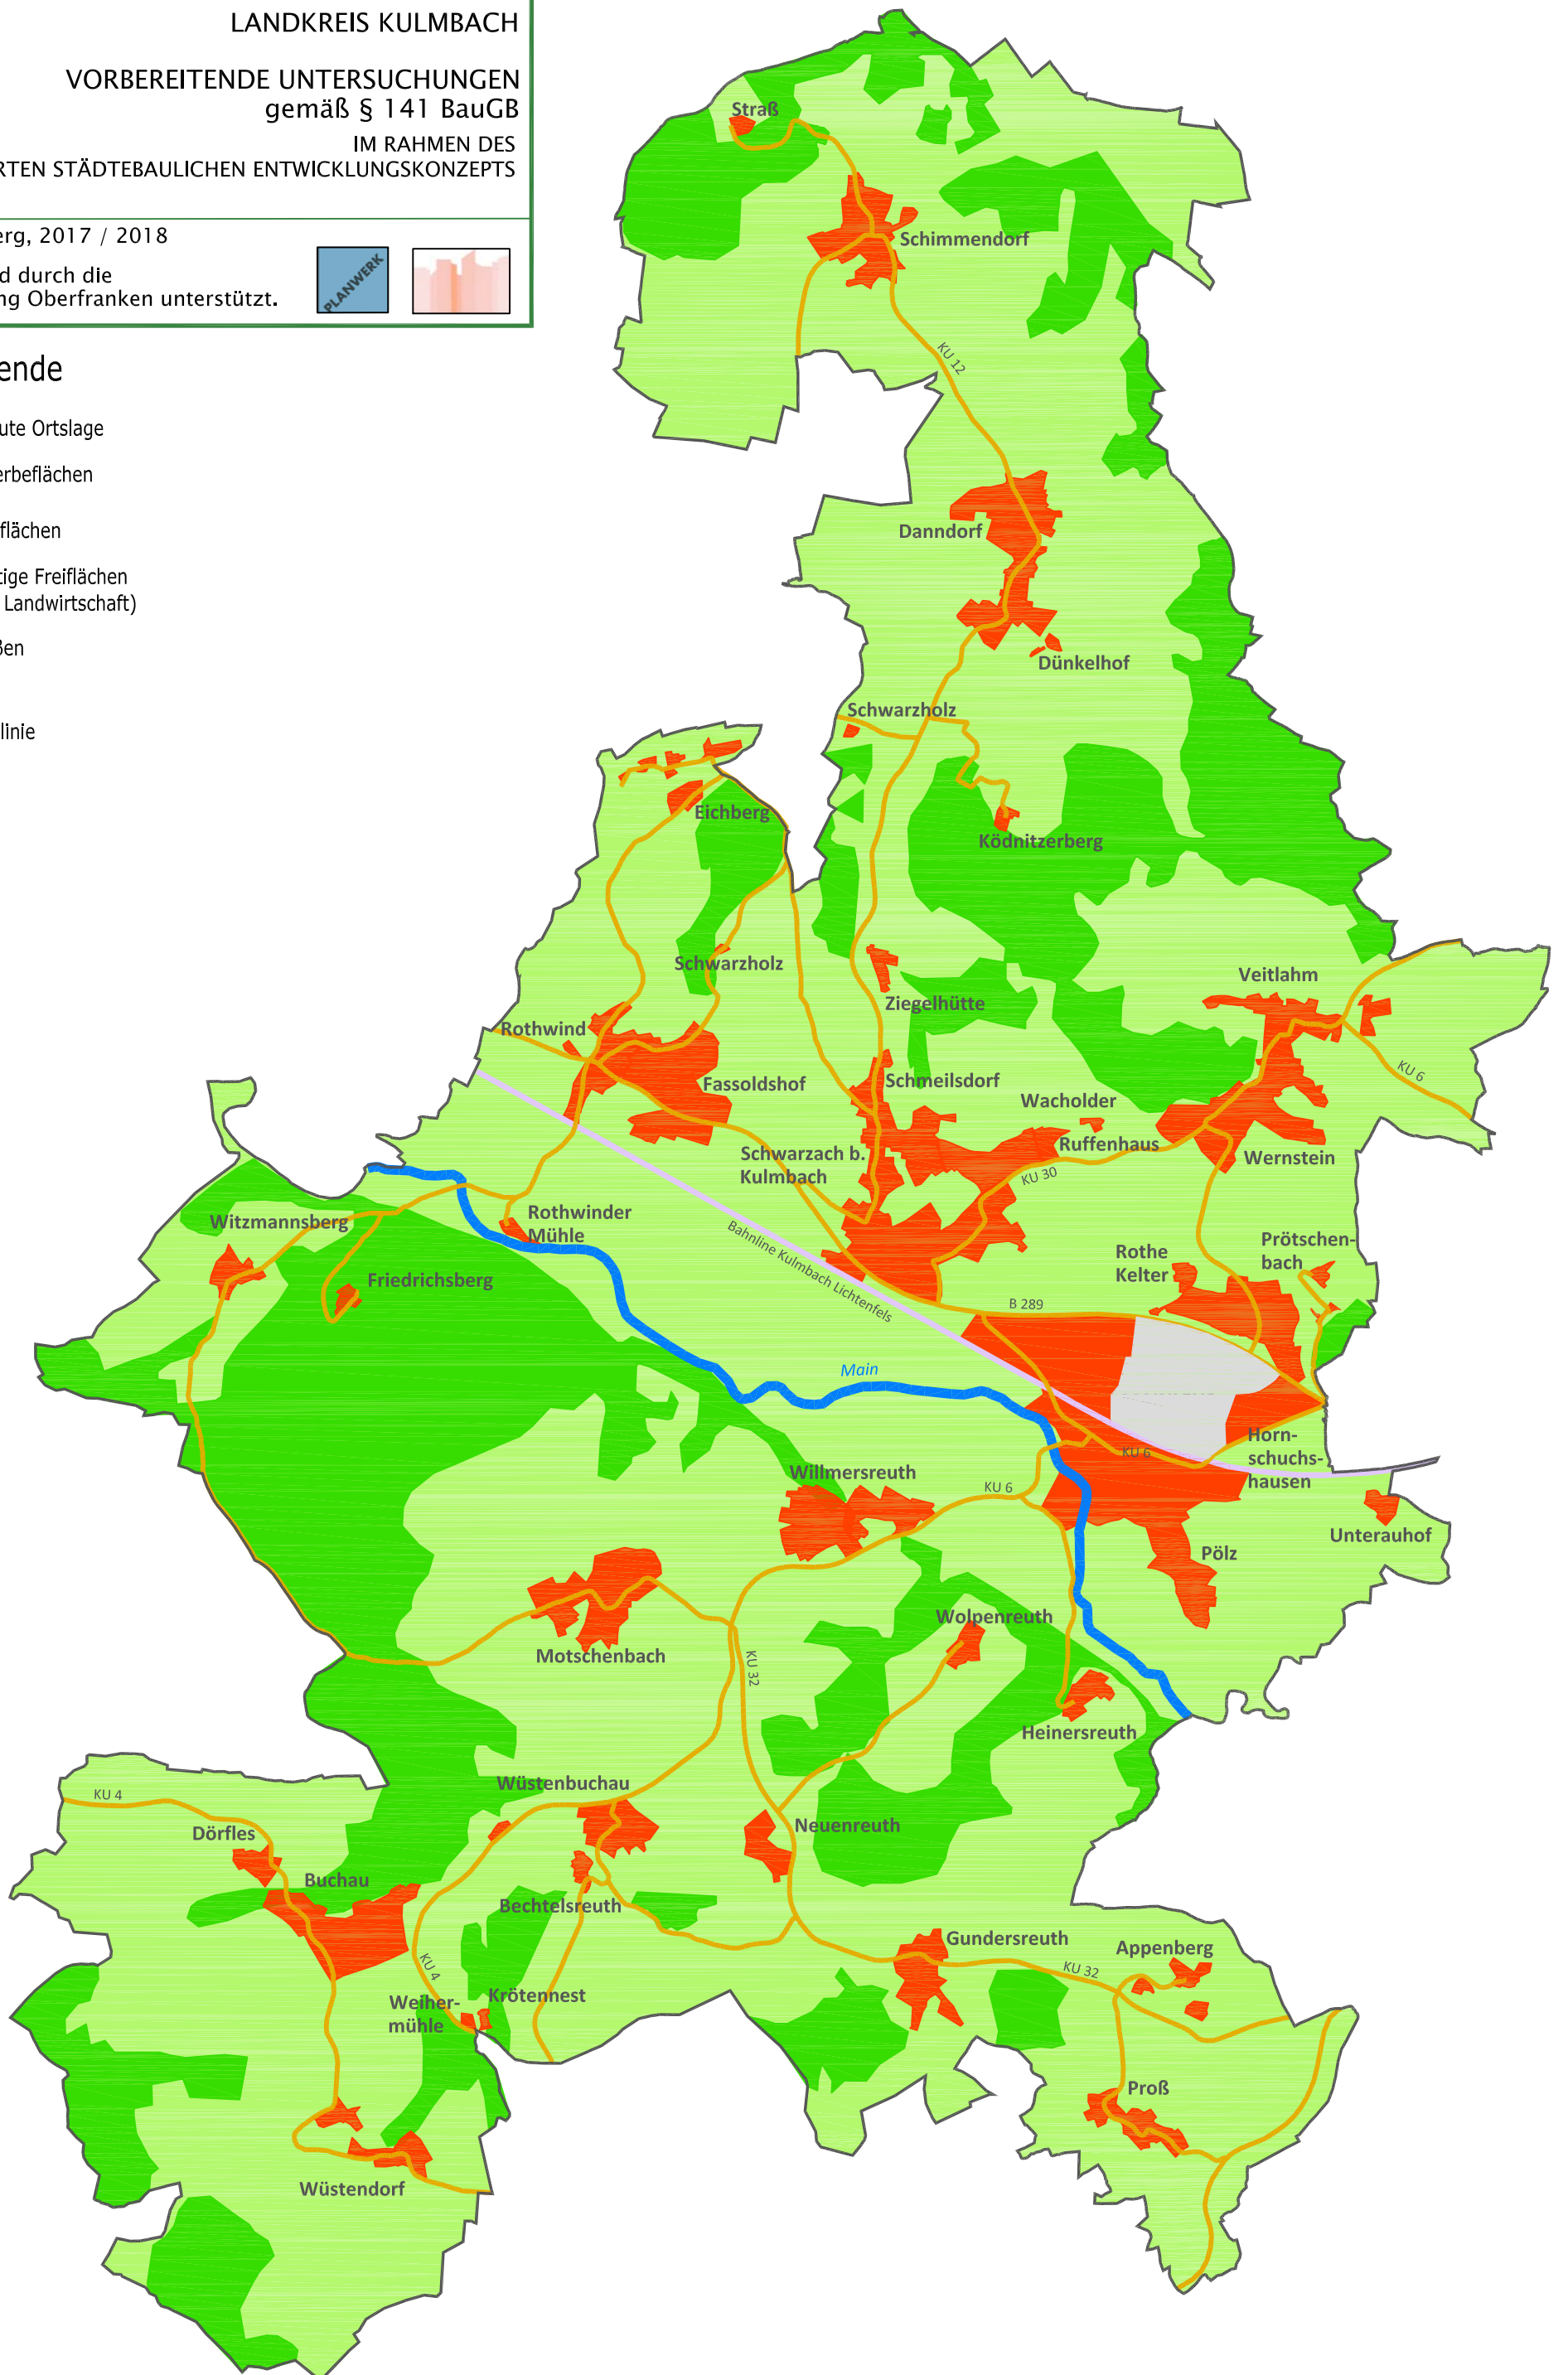 LANDKREIS KULMBACH
VORBEREITENDE UNTERSUCHUNGEN
gemäß § 141 BauGB
IM RAHMEN DES
RTEN STÄDTEBAULICHEN ENTWICKLUNGSKONZEPTS
erg, 2017 / 2018
d durch die
ng Oberfranken unterstützt.
PLANWERK
ende
ute Ortslage
erbeflächen
flächen
tige Freiflächen
Landwirtschaft)
ßen
linie
Straß
Schimmendorf
KU 12
Danndorf
Dünkelhof
Schwarzholz
Eichberg
Ködnitzerberg
Schwarzholz
Veitlahm
Ziegelhütte
Rothwind
KU 6
Fassoldshof
Schmeilsdorf
Wacholder
Ruffenhaus
Schwarzach b.
Kulmbach
Wernstein
KU 30
Rothwinder
Mühle
Witzmannsberg
Prötschen-
bach
Rothe
Kelter
Friedrichsberg
Bahnline Kulmbach Lichtenfels
B 289
Main
Horn-
schuchs-
hausen
KU 6
Willmersreuth
KU 6
Unterauhof
Pölz
Wolpenreuth
Motschenbach
KU 32
Heinersreuth
Wüstenbuchau
KU 4
Dörfles
Neuenreuth
Buchau
Bechtelsreuth
Gundersreuth
Appenberg
KU 4
KU 32
Krötennest
Weiher-
mühle
Proß
Wüstendorf